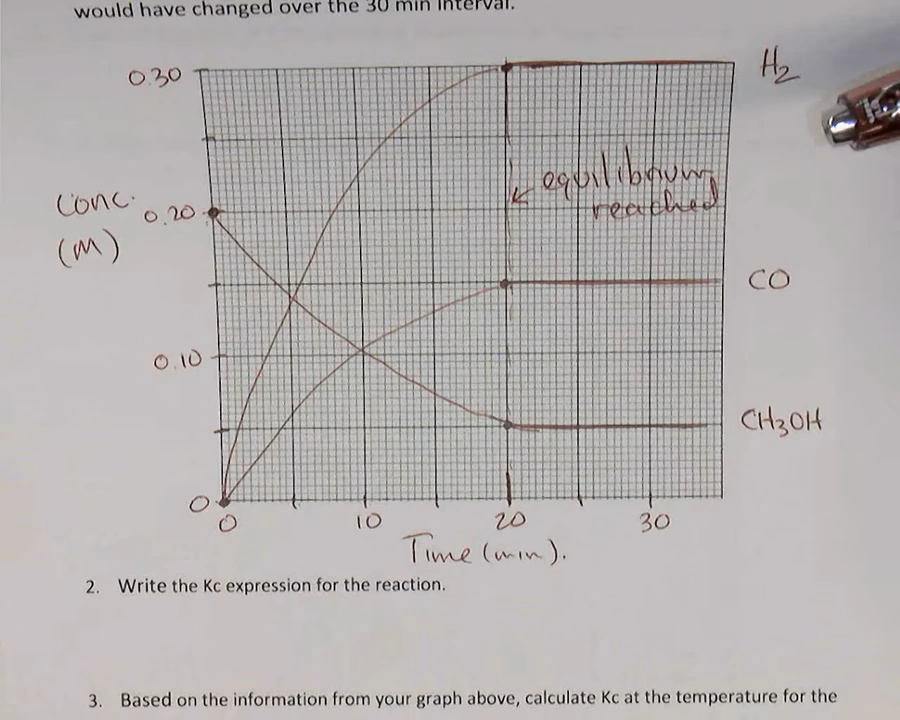 would have changed over the 30 min interval.
0.30
H2
equilibrium
reached
Conc.
(M)
0.20
CO
0.10
CH3OH
0
0
10
20
30
Time (min).
2. Write the Kc expression for the reaction.
3. Based on the information from your graph above, calculate Kc at the temperature for the